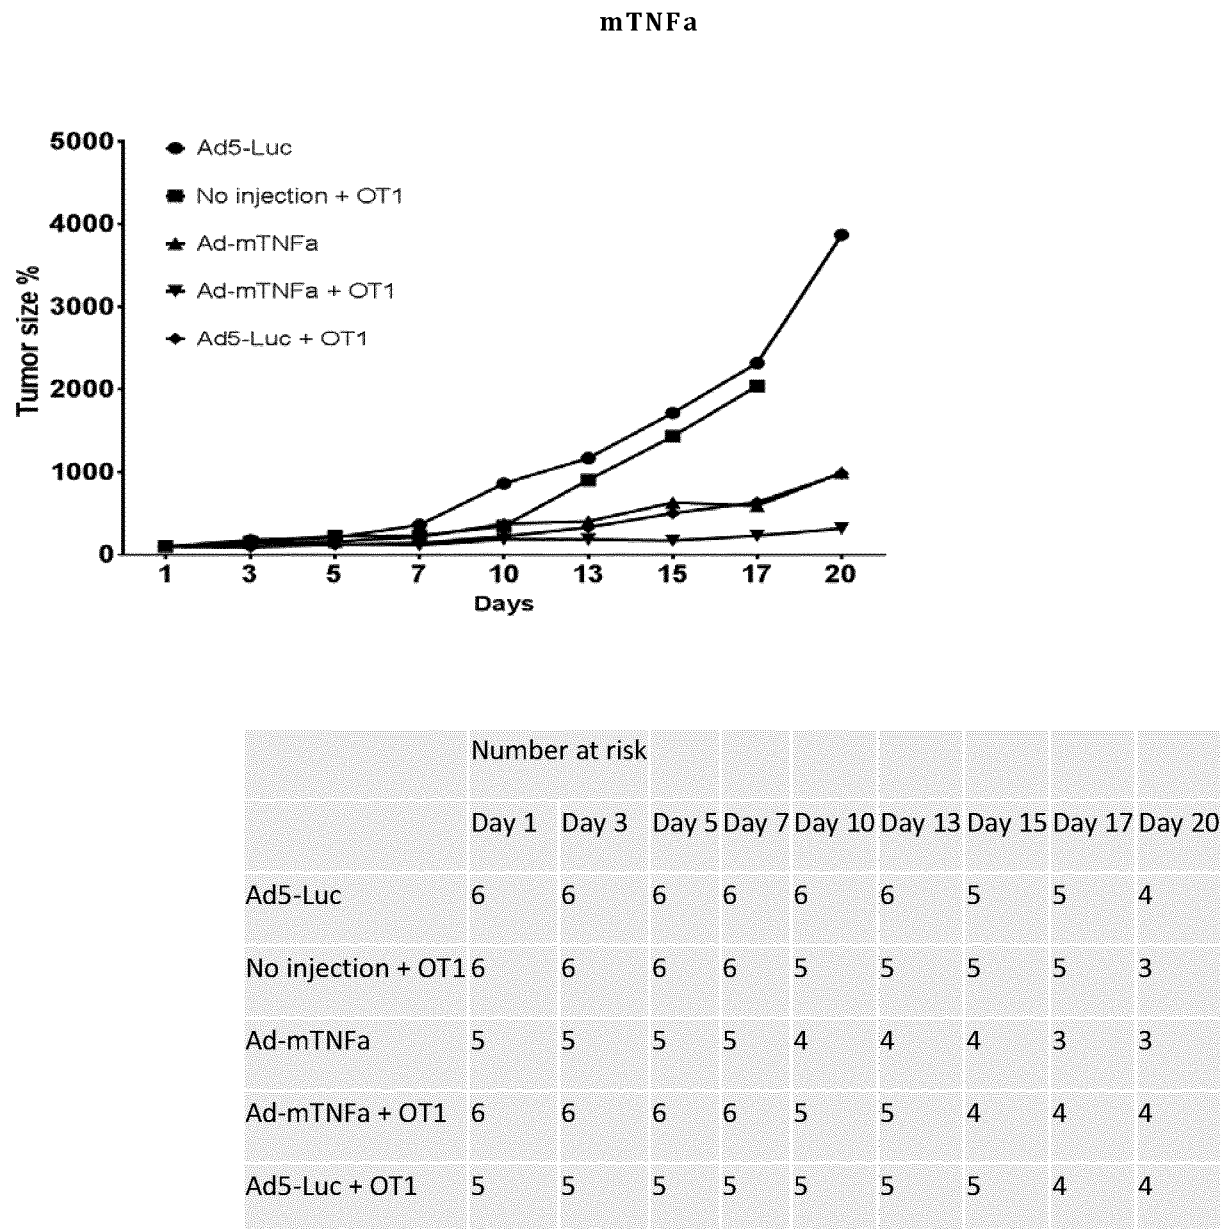 mTNFa
5000
Ad5-Luc
No injection + OT1
4000
Ad-mTNFa
Ad-mTNFa + OT1
3000
Ad5-Luc + OT1
Tumor size %
2000
1000
0
1 3 5 7 10 13 15 17 20
Days
Number at risk
Day 1 Day 3 Day 5 Day 7 Day 10 Day 13 Day 15 Day 17 Day 20
Ad5-Luc 6 6 6 6 6 6 5 5 4
No injection + OT1 6 6 6 6 5 5 5 5 3
Ad-mTNFa 5 5 5 5 4 4 4 3 3
Ad-mTNFa + OT1 6 6 6 6 5 5 4 4 4
Ad5-Luc + OT1 5 5 5 5 5 5 5 4 4